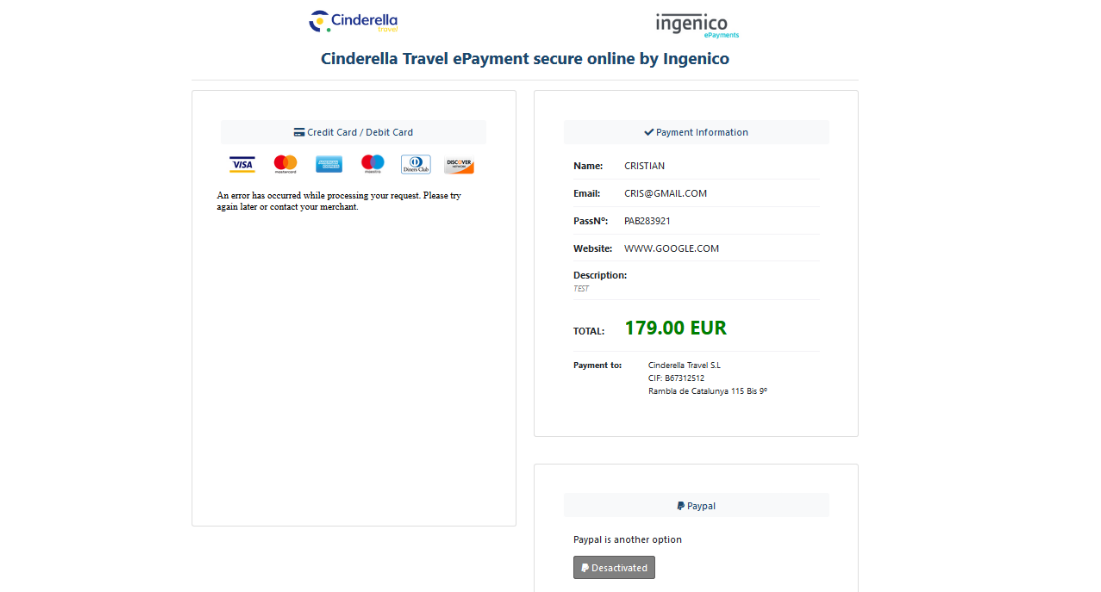 Cinderella
travel
ingenico
ePayments
Cinderella Travel ePayment secure online by Ingenico
Credit Card / Debit Card
VISA
mastercard
AMERICAN EXPRESS
maestro
Diners Club
DISCOVER
NETWORK
An error has occurred while processing your request. Please try
again later or contact your merchant.
Payment Information
Name: CRISTIAN
Email: CRIS@GMAIL.COM
PassNº: PAB283921
Website: WWW.GOOGLE.COM
Description:
TEST
TOTAL: 179.00 EUR
Payment to: Cinderella Travel S.L
CIF: B67312512
Rambla de Catalunya 115 Bis 9º
Paypal
Paypal is another option
Desactivated